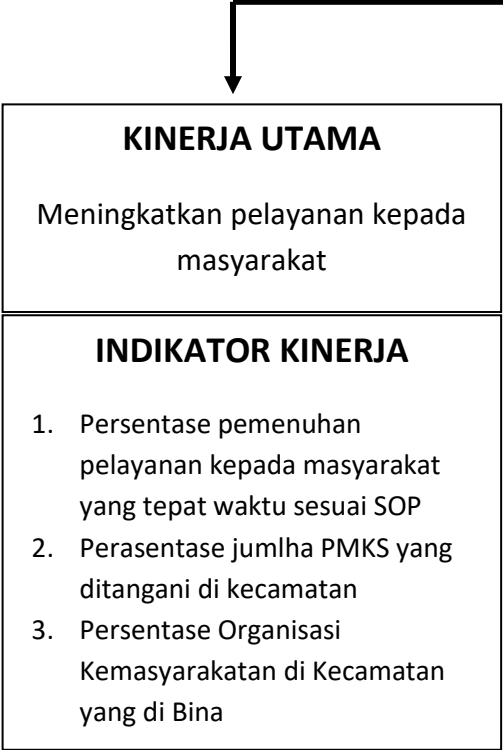 KINERJA UTAMA
Meningkatkan pelayanan kepada
masyarakat
INDIKATOR KINERJA
1. Persentase pemenuhan
pelayanan kepada masyarakat
yang tepat waktu sesuai SOP
2. Perasentase jumlha PMKS yang
ditangani di kecamatan
3. Persentase Organisasi
Kemasyarakatan di Kecamatan
yang di Bina